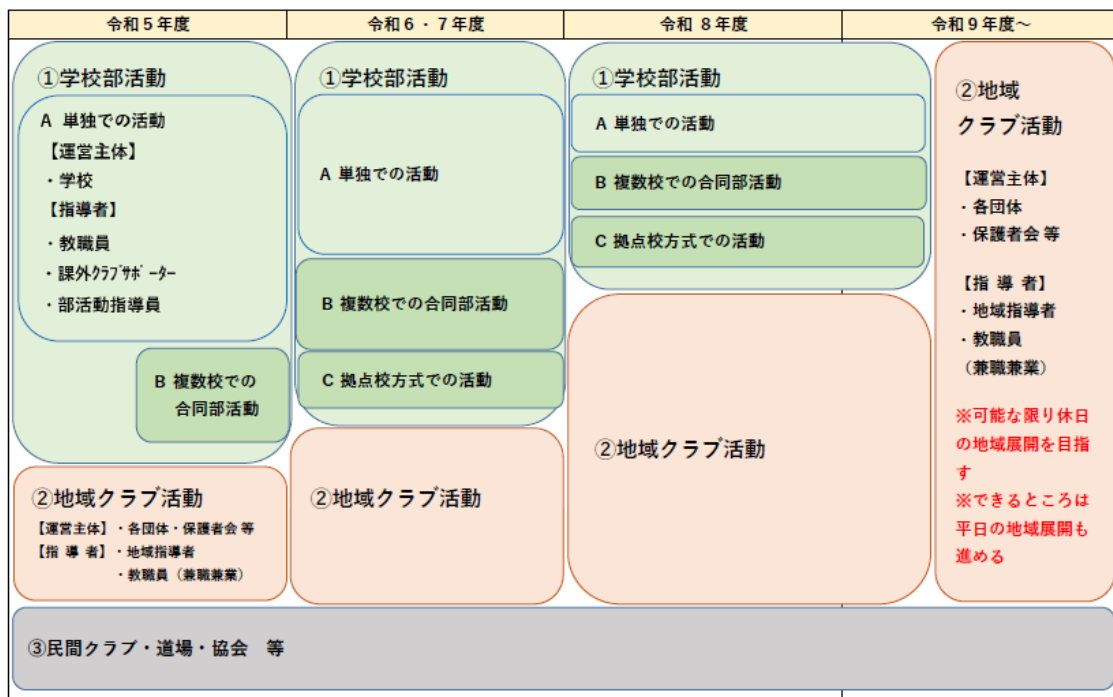 令和５年度
令和６・７年度
令和 ８年度
令和９年度～
①学校部活動
A 単独での活動
【運営主体】
・学校
【指導者】
・教職員
・課外ｸﾗﾌﾞｻﾎﾟｰター
・部活動指導員
B 複数校での
合同部活動
②地域クラブ活動
【運営主体】・各団体・保護者会 等
【指 導 者】・地域指導者
・教職員（兼職兼業）
①学校部活動
A 単独での活動
B 複数校での合同部活動
C 拠点校方式での活動
②地域クラブ活動
①学校部活動
A 単独での活動
B 複数校での合同部活動
C 拠点校方式での活動
②地域クラブ活動
②地域
クラブ活動
【運営主体】
・各団体
・保護者会 等
【指 導 者】
・地域指導者
・教職員
（兼職兼業）
※可能な限り休日
の地域展開を目指
す
※できるところは
平日の地域展開も
進める
③民間クラブ・道場・協会　等